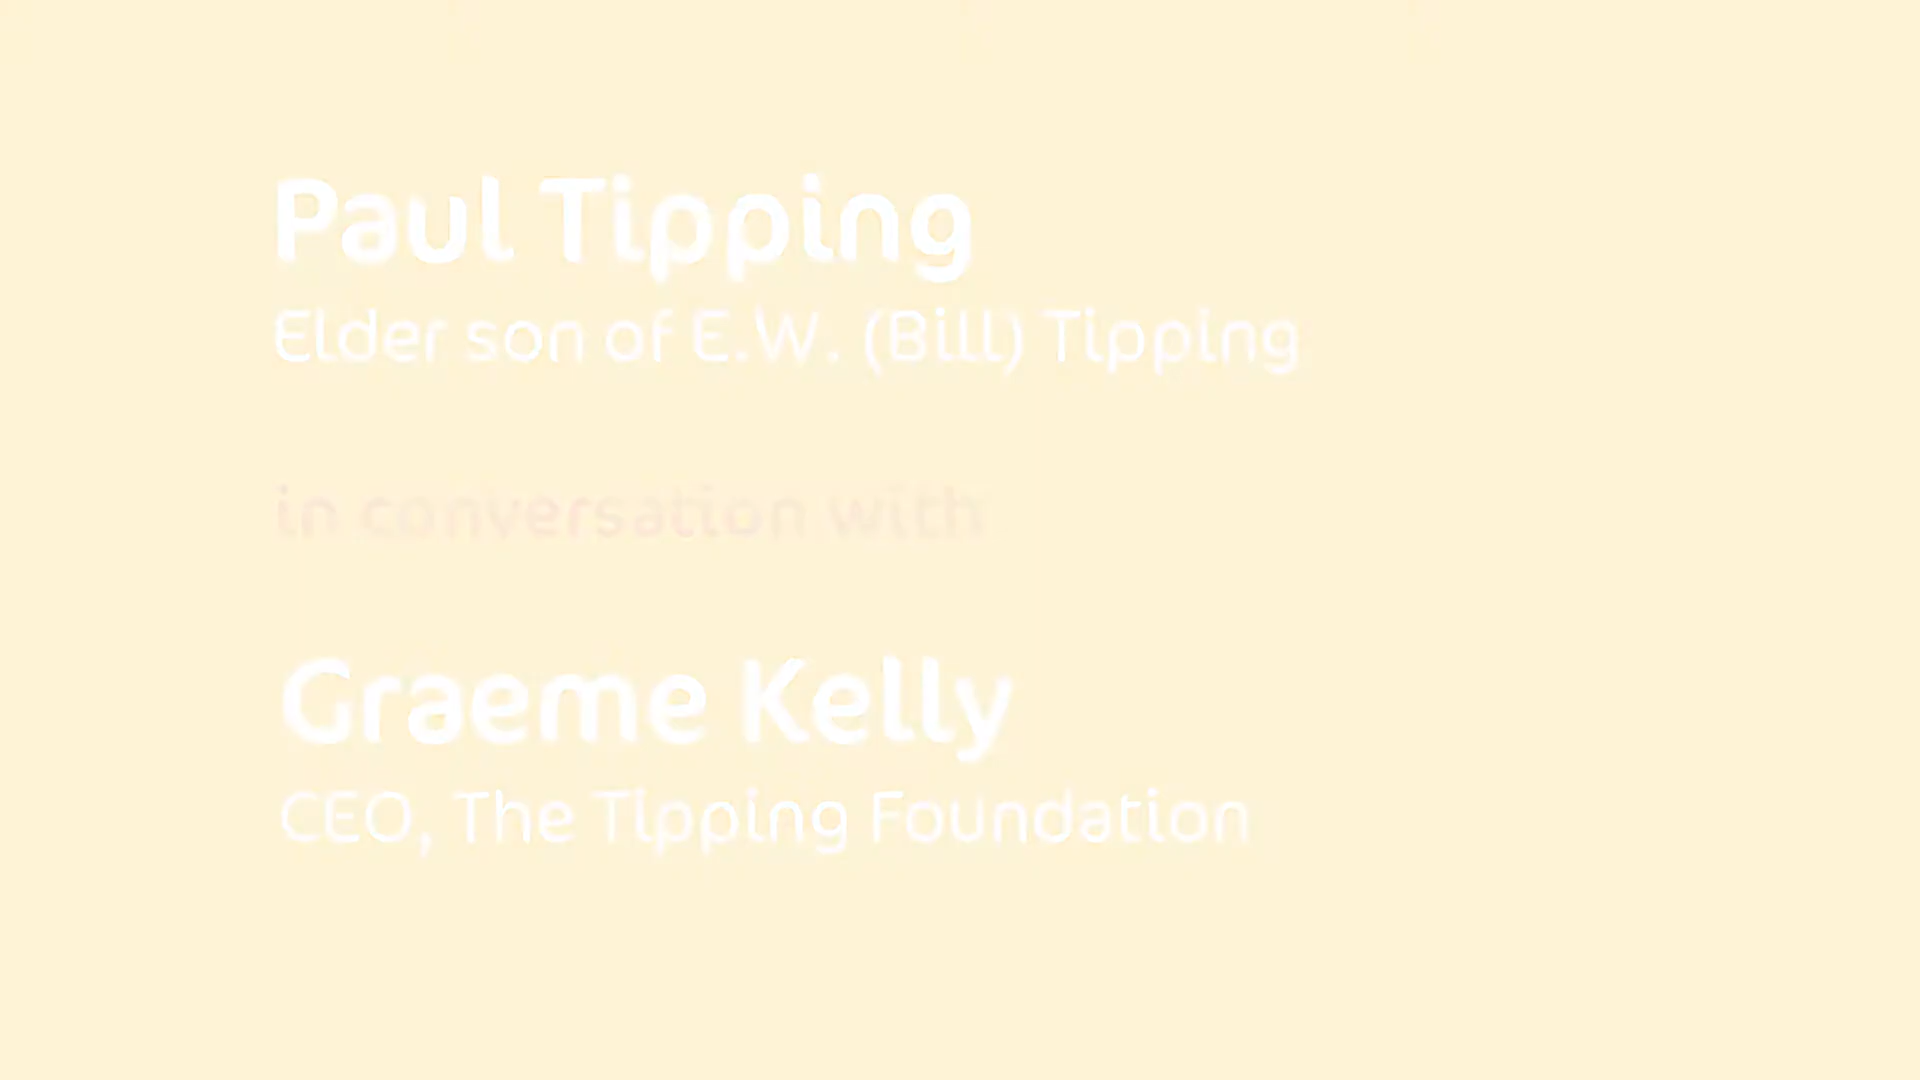 Paul Tipping
Elder son of E.W. (Bill) Tipping
in conversation with
Graeme Kelly
CEO, The Tipping Foundation